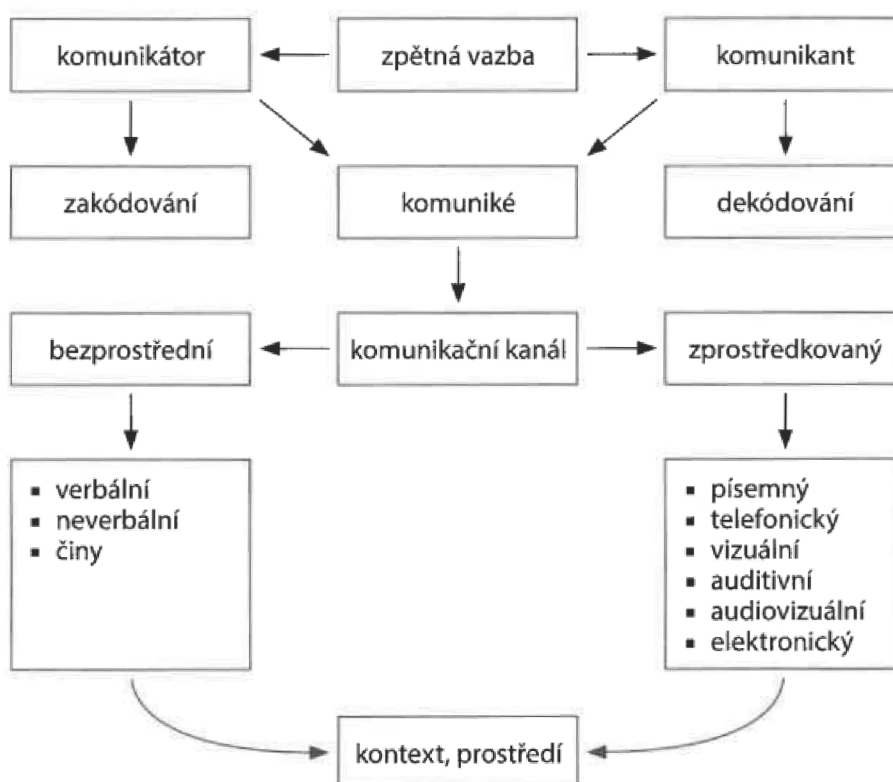 komunikátor
zpětná vazba
komunikant
zakódování
komuniké
dekódování
bezprostřední
komunikační kanál
zprostředkovaný
▪ verbální
▪ neverbální
▪ činy
▪ písemný
▪ telefonický
▪ vizuální
▪ auditivní
▪ audiovizuální
▪ elektronický
kontext, prostředí